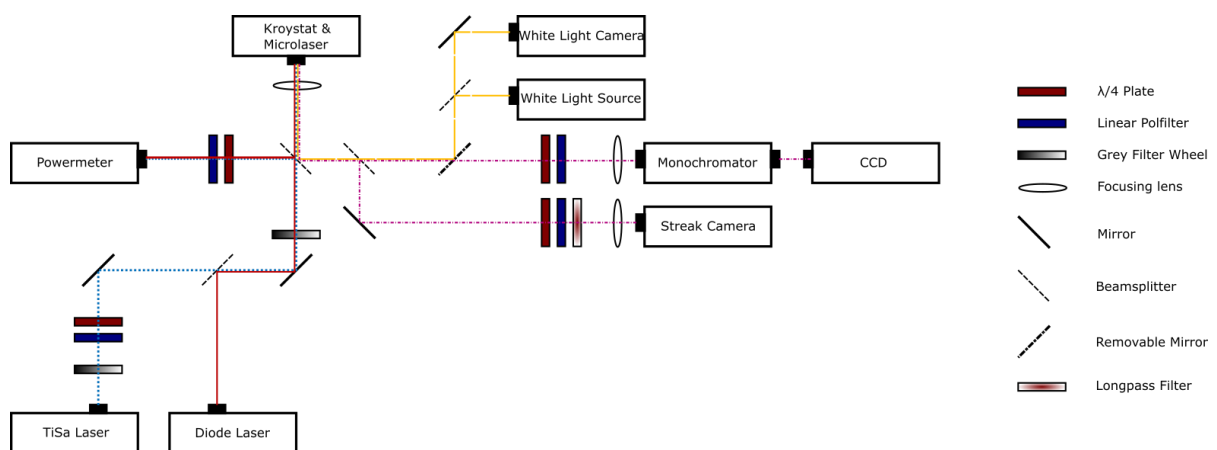 Kroystat &
Microlaser
White Light Camera
White Light Source
Powermeter
Monochromator
CCD
Streak Camera
TiSa Laser
Diode Laser
λ/4 Plate
Linear Polfilter
Grey Filter Wheel
Focusing lens
Mirror
Beamsplitter
Removable Mirror
Longpass Filter